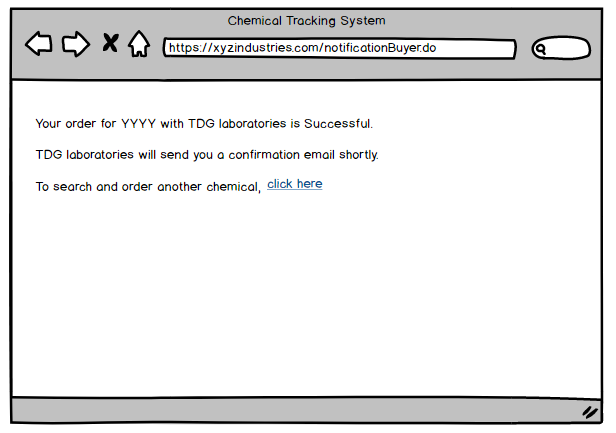 Chemical Tracking System
https://xyzindustries.com/notificationBuyer.do
Your order for YYYY with TDG laboratories is Successful.
TDG laboratories will send you a confirmation email shortly.
To search and order another chemical, click here